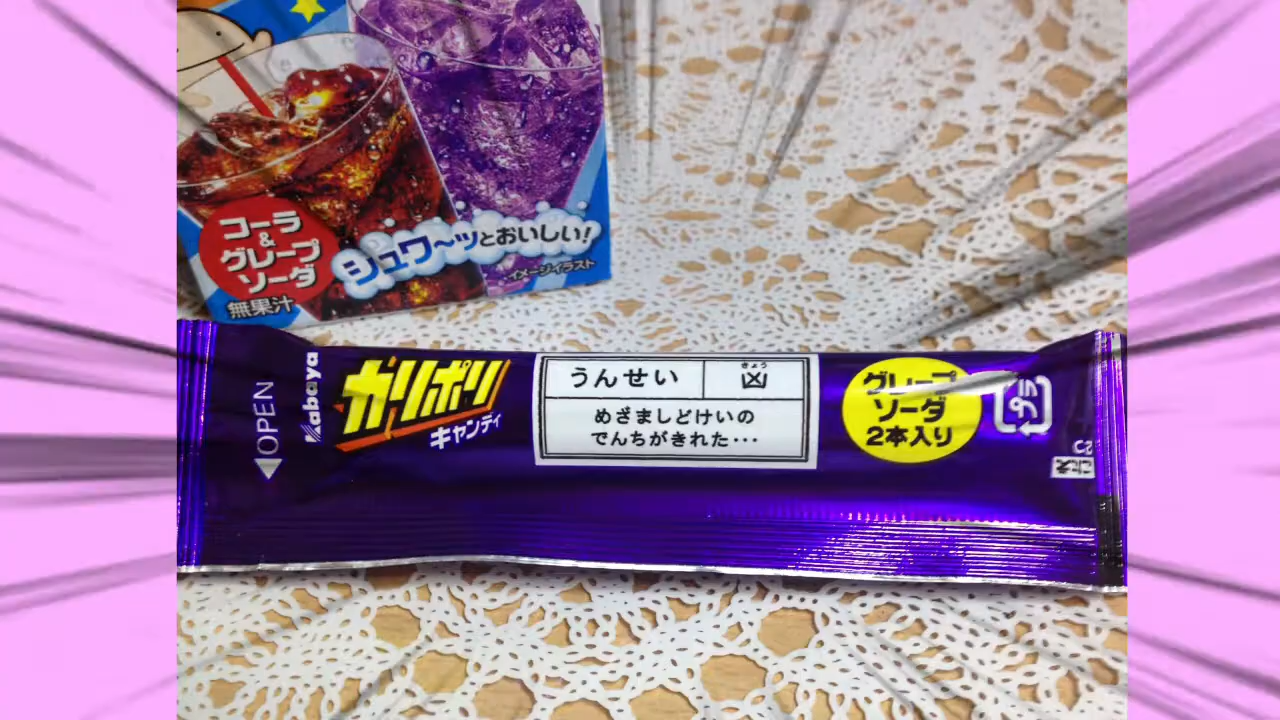 コーラ
&
グレープ
ソーダ
無果汁
シュワ〜ッとおいしい!
イメージイラスト
OPEN
Kabaya
カリポリ
キャンディ
うんせい
きょう
凶
めざましどけいの
でんちがきれた・・・
グレープ
ソーダ
2本入り
プラ